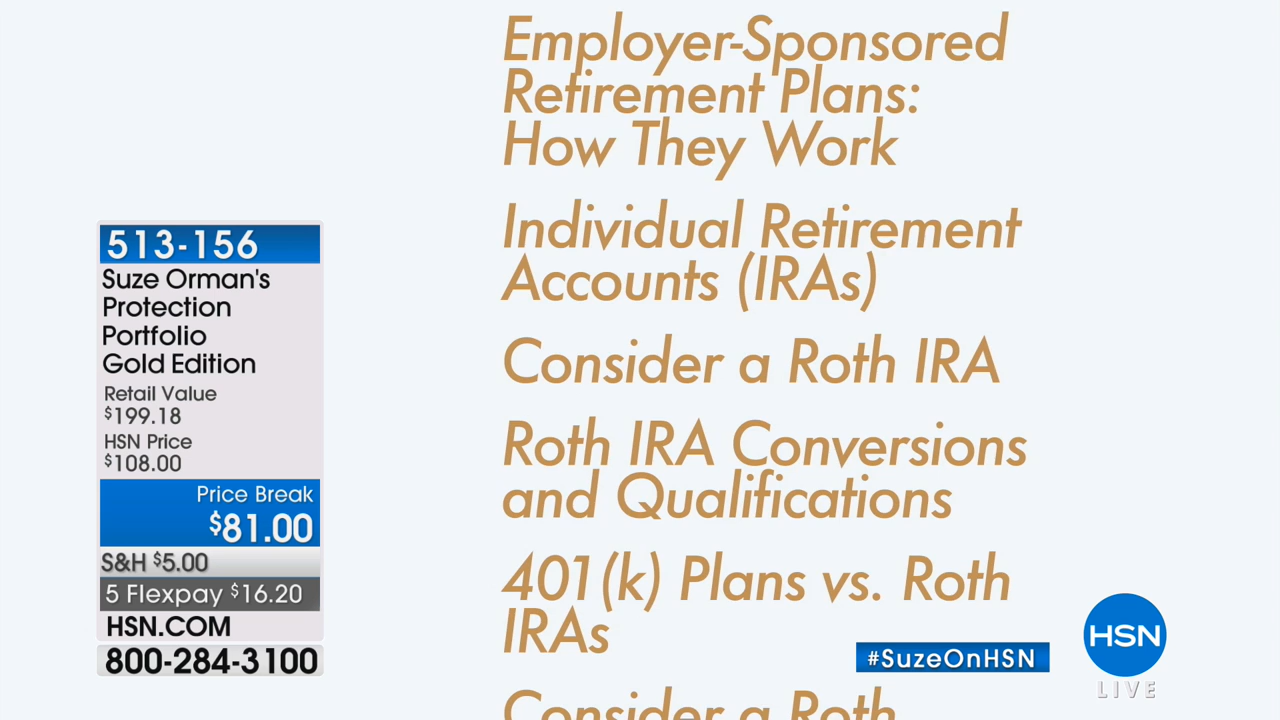 Employer-Sponsored
Retirement Plans:
How They Work
Individual Retirement
Accounts (IRAs)
Consider a Roth IRA
Roth IRA Conversions
and Qualifications
401(k) Plans vs. Roth
IRAs
Consider a Roth
513-156
Suze Orman's
Protection
Portfolio
Gold Edition
Retail Value
$199.18
HSN Price
$108.00
Price Break
$81.00
S&H $5.00
5 Flexpay $16.20
HSN.COM
800-284-3100
#SuzeOnHSN
HSN
LIVE